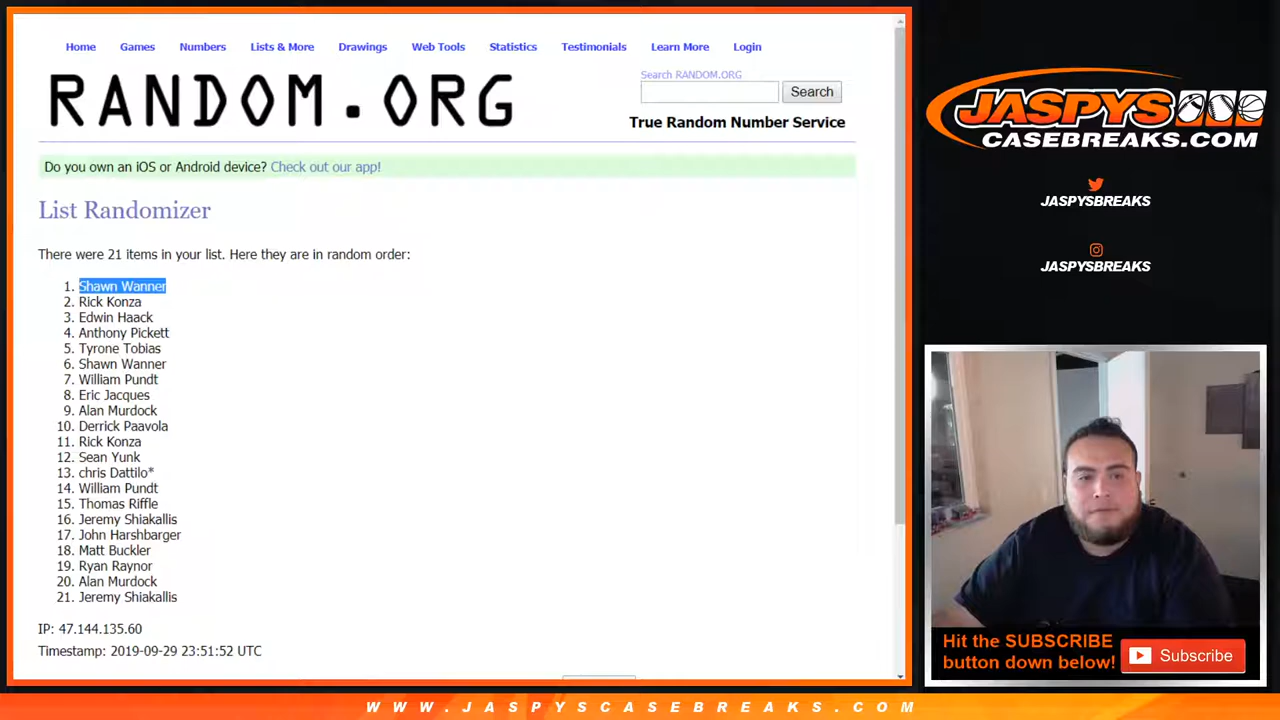 Home Games Numbers Lists & More Drawings Web Tools Statistics Testimonials Learn More Login
RANDOM.ORG
Search RANDOM.ORG
Search
True Random Number Service
Do you own an iOS or Android device? Check out our app!
List Randomizer
There were 21 items in your list. Here they are in random order:
1. Shawn Wanner
2. Rick Konza
3. Edwin Haack
4. Anthony Pickett
5. Tyrone Tobias
6. Shawn Wanner
7. William Pundt
8. Eric Jacques
9. Alan Murdock
10. Derrick Paavola
11. Rick Konza
12. Sean Yunk
13. chris Dattilo*
14. William Pundt
15. Thomas Riffle
16. Jeremy Shiakallis
17. John Harshbarger
18. Matt Buckler
19. Ryan Raynor
20. Alan Murdock
21. Jeremy Shiakallis
IP: 47.144.135.60
Timestamp: 2019-09-29 23:51:52 UTC
JASPYS
CASEBREAKS.COM
JASPYSBREAKS
JASPYSBREAKS
Hit the SUBSCRIBE
button down below!
Subscribe
WWW.JASPYSCASEBREAKS.COM